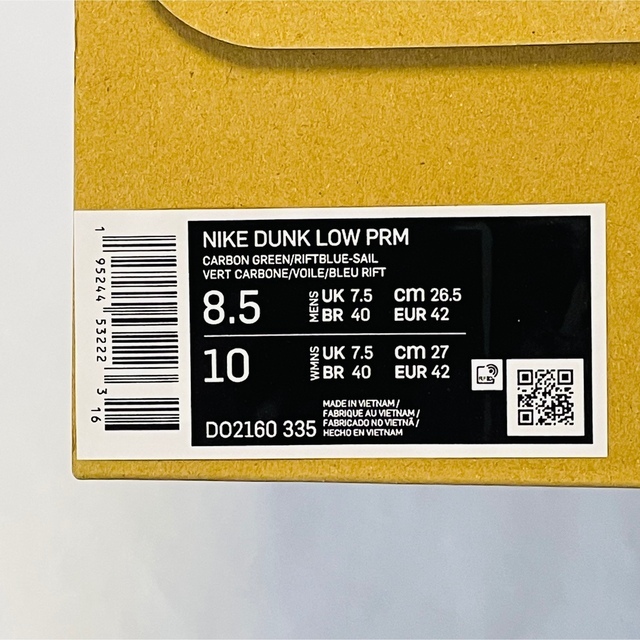 NIKE DUNK LOW PRM
CARBON GREEN/RIFTBLUE-SAIL
VERT CARBONE/VOILE/BLEU RIFT
8.5 MENS UK 7.5 cm 26.5
BR 40 EUR 42
10 WMNS UK 7.5 cm 27
BR 40 EUR 42
DO2160 335
MADE IN VIETNAM/
FABRIQUE AU VIETNAM/
FABRICADO NO VIETNÃ/
HECHO EN VIETNAM
1 95244 53222 3 16